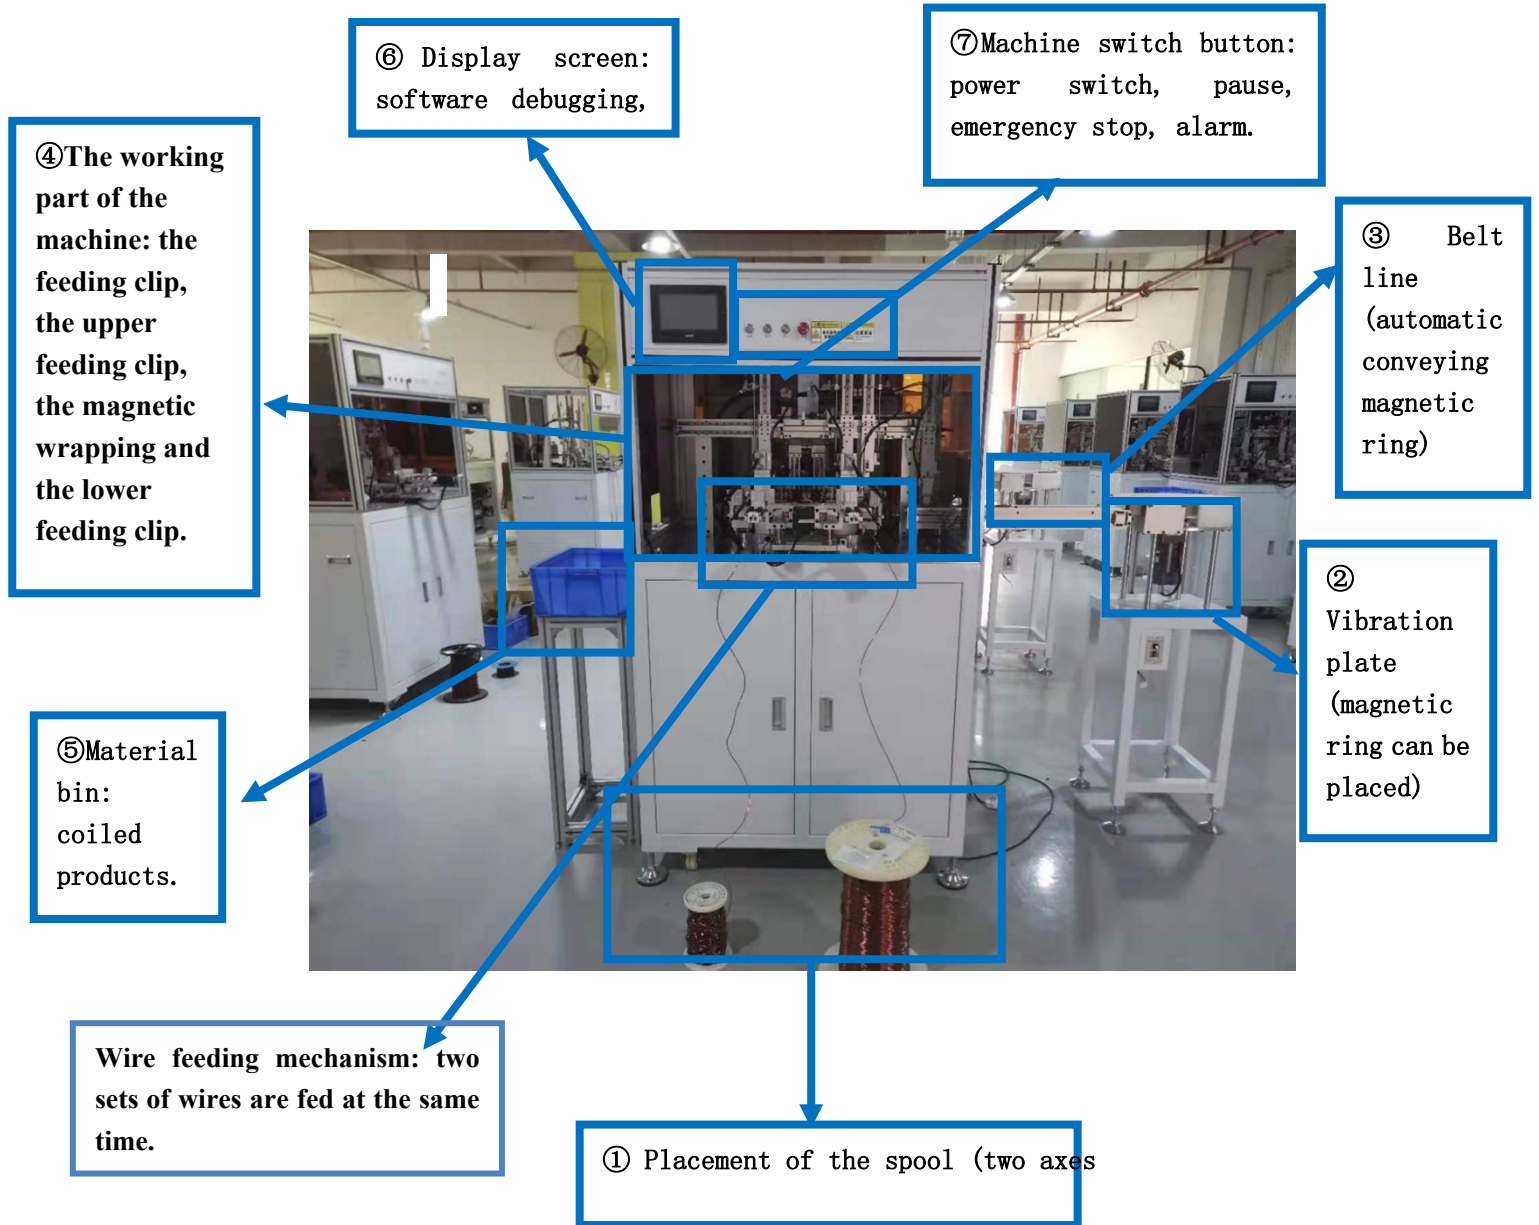 ⑥ Display screen:
software debugging,
⑦Machine switch button:
power switch, pause,
emergency stop, alarm.
④The working
part of the
machine: the
feeding clip,
the upper
feeding clip,
the magnetic
wrapping and
the lower
feeding clip.
③ Belt
line
(automatic
conveying
magnetic
ring)
②
Vibration
plate
(magnetic
ring can be
placed)
⑤Material
bin:
coiled
products.
Wire feeding mechanism: two
sets of wires are fed at the same
time.
① Placement of the spool (two axes